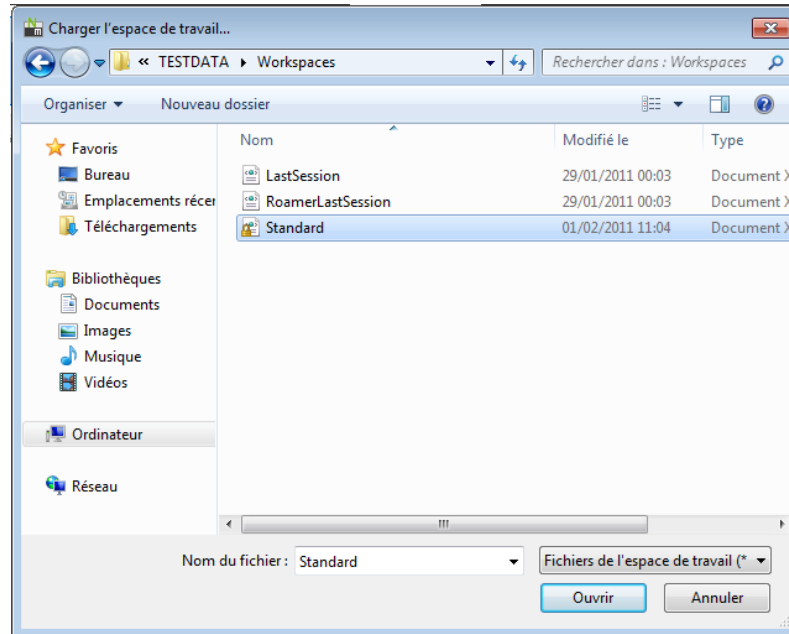 Charger l'espace de travail...
« TESTDATA ▸ Workspaces
Rechercher dans : Workspaces
Organiser
Nouveau dossier
Nom
Modifié le
Type
Favoris
Bureau
Emplacements récer
Téléchargements
Bibliothèques
Documents
Images
Musique
Vidéos
Ordinateur
Réseau
LastSession 29/01/2011 00:03 Document X
RoamerLastSession 29/01/2011 00:03 Document X
Standard 01/02/2011 11:04 Document X
Nom du fichier : Standard
Fichiers de l'espace de travail (*
Ouvrir
Annuler